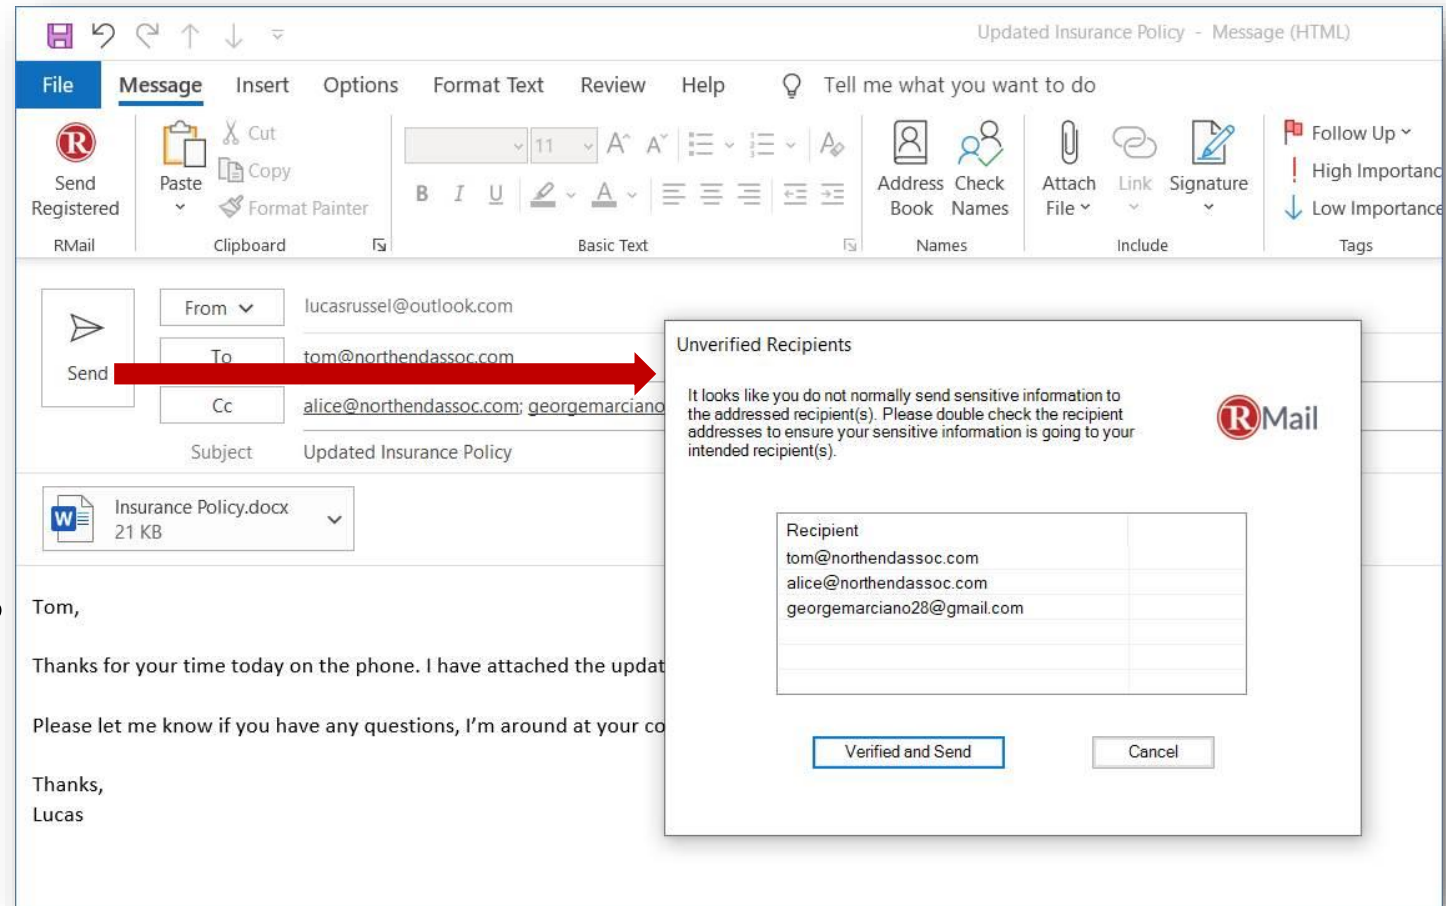 Updated Insurance Policy - Message (HTML)
File Message Insert Options Format Text Review Help Tell me what you want to do
R
Send Registered
RMail
Paste
Cut
Copy
Format Painter
Clipboard
11
A A
B I U A
Basic Text
Address Book
Check Names
Names
Attach File
Link
Signature
Include
Follow Up
High Importanc
Low Importance
Tags
Send
From lucasrussel@outlook.com
To tom@northendassoc.com
Cc alice@northendassoc.com; georgemarciano
Subject Updated Insurance Policy
W
Insurance Policy.docx
21 KB
Tom,
Thanks for your time today on the phone. I have attached the updat
Please let me know if you have any questions, I'm around at your co
Thanks,
Lucas
Unverified Recipients
It looks like you do not normally send sensitive information to
the addressed recipient(s). Please double check the recipient
addresses to ensure your sensitive information is going to your
intended recipient(s).
RMail
Recipient
tom@northendassoc.com
alice@northendassoc.com
georgemarciano28@gmail.com
Verified and Send
Cancel